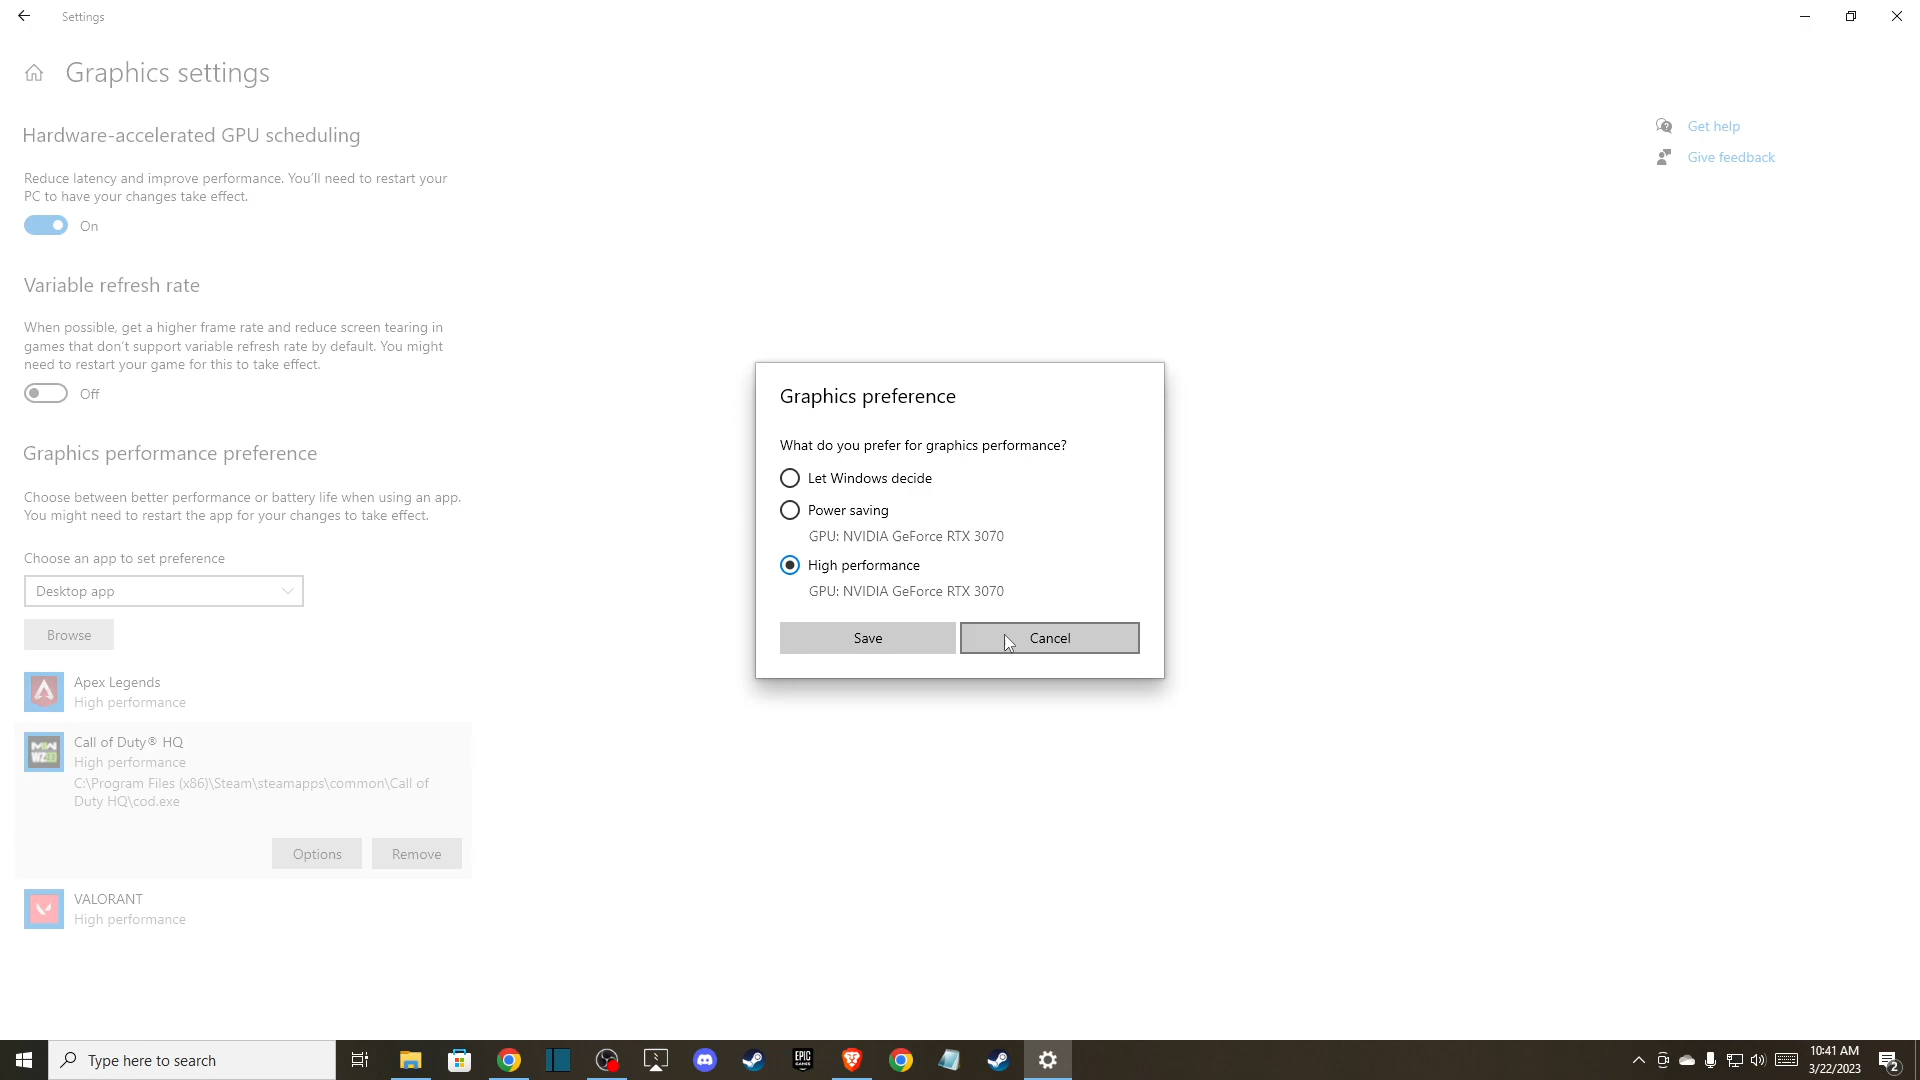 Settings
Graphics settings
Hardware-accelerated GPU scheduling
Reduce latency and improve performance. You'll need to restart your
PC to have your changes take effect.
On
Variable refresh rate
When possible, get a higher frame rate and reduce screen tearing in
games that don't support variable refresh rate by default. You might
need to restart your game for this to take effect.
Off
Graphics performance preference
Choose between better performance or battery life when using an app.
You might need to restart the app for your changes to take effect.
Choose an app to set preference
Desktop app
Browse
Apex Legends
High performance
MW
WZ2
Call of Duty® HQ
High performance
C:\Program Files (x86)\Steam\steamapps\common\Call of
Duty HQ\cod.exe
Options
Remove
VALORANT
High performance
Get help
Give feedback
Graphics preference
What do you prefer for graphics performance?
Let Windows decide
Power saving
GPU: NVIDIA GeForce RTX 3070
High performance
GPU: NVIDIA GeForce RTX 3070
Save
Cancel
Type here to search
EPIC
GAMES
10:41 AM
3/22/2023
2